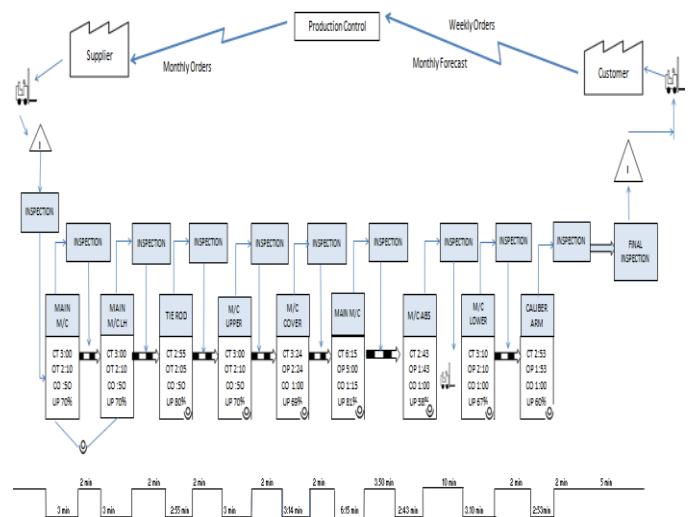 Production Control
Weekly Orders
Supplier
Monthly Orders
Monthly Forecast
Customer
I
I
INSPECTION
INSPECTION
INSPECTION
INSPECTION
INSPECTION
INSPECTION
INSPECTION
INSPECTION
INSPECTION
INSPECTION
FINAL
INSPECTION
MAIN
M/C
CT 3:00
OT 2:10
CO :50
UP 70%
MAIN
M/C LH
CT 3:00
OT 2:10
CO :50
UP 70%
TIE ROD
CT 2:55
OT 2:05
CO :50
UP 80%
M/C
UPPER
CT 3:00
OT 2:10
CO :50
UP 70%
M/C
COVER
CT 3:24
OP 2:24
CO 1:00
UP 69%
MAIN M/C
CT 6:15
OP 5:00
CO 1:15
UP 81%
M/C ABS
CT 2:43
OP 1:43
CO 1:00
UP 58%
M/C
LOWER
CT 3:10
OP 2:10
CO 1:00
UP 67%
CALIBER
ARM
CT 2:53
OP 1:53
CO 1:00
UP 60%
2 min
2 min
2 min
2 min
2 min
3.50 min
10 min
2 min
2 min
5 min
3 min
3 min
2:55 min
3 min
3:14 min
6:15 min
2:43 min
3.10 min
2:53min